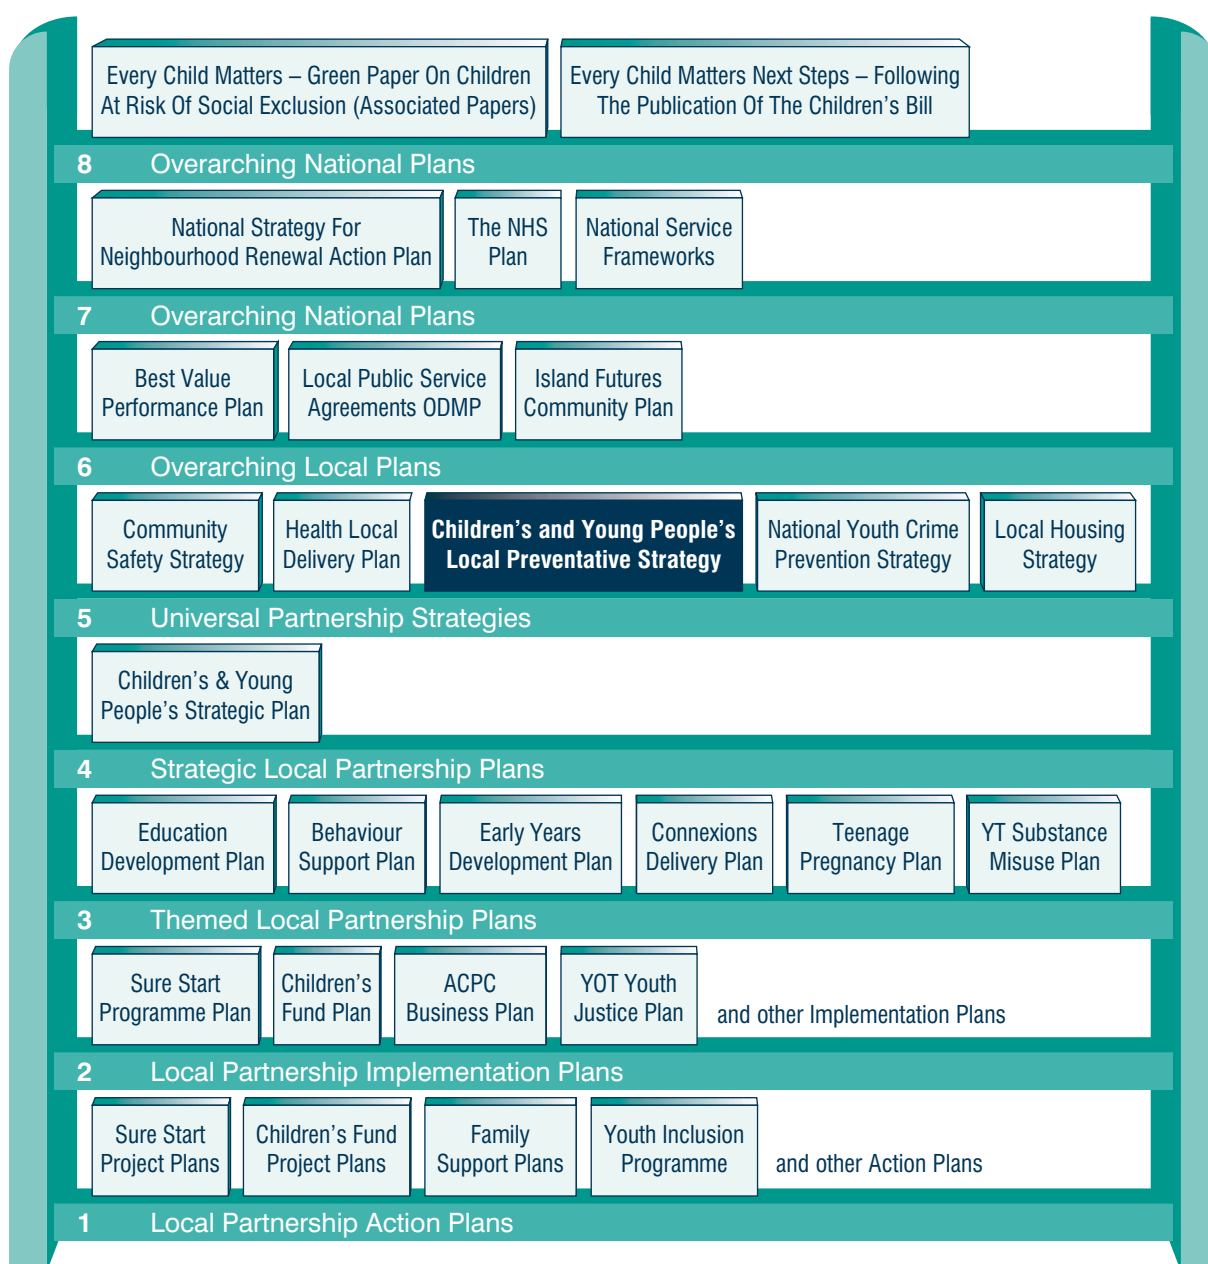 Every Child Matters – Green Paper On Children
At Risk Of Social Exclusion (Associated Papers)
Every Child Matters Next Steps – Following
The Publication Of The Children’s Bill
8 Overarching National Plans
National Strategy For
Neighbourhood Renewal Action Plan
The NHS
Plan
National Service
Frameworks
7 Overarching National Plans
Best Value
Performance Plan
Local Public Service
Agreements ODMP
Island Futures
Community Plan
6 Overarching Local Plans
Community
Safety Strategy
Health Local
Delivery Plan
Children’s and Young People’s
Local Preventative Strategy
National Youth Crime
Prevention Strategy
Local Housing
Strategy
5 Universal Partnership Strategies
Children’s & Young
People’s Strategic Plan
4 Strategic Local Partnership Plans
Education
Development Plan
Behaviour
Support Plan
Early Years
Development Plan
Connexions
Delivery Plan
Teenage
Pregnancy Plan
YT Substance
Misuse Plan
3 Themed Local Partnership Plans
Sure Start
Programme Plan
Children’s
Fund Plan
ACPC
Business Plan
YOT Youth
Justice Plan
and other Implementation Plans
2 Local Partnership Implementation Plans
Sure Start
Project Plans
Children’s Fund
Project Plans
Family
Support Plans
Youth Inclusion
Programme
and other Action Plans
1 Local Partnership Action Plans